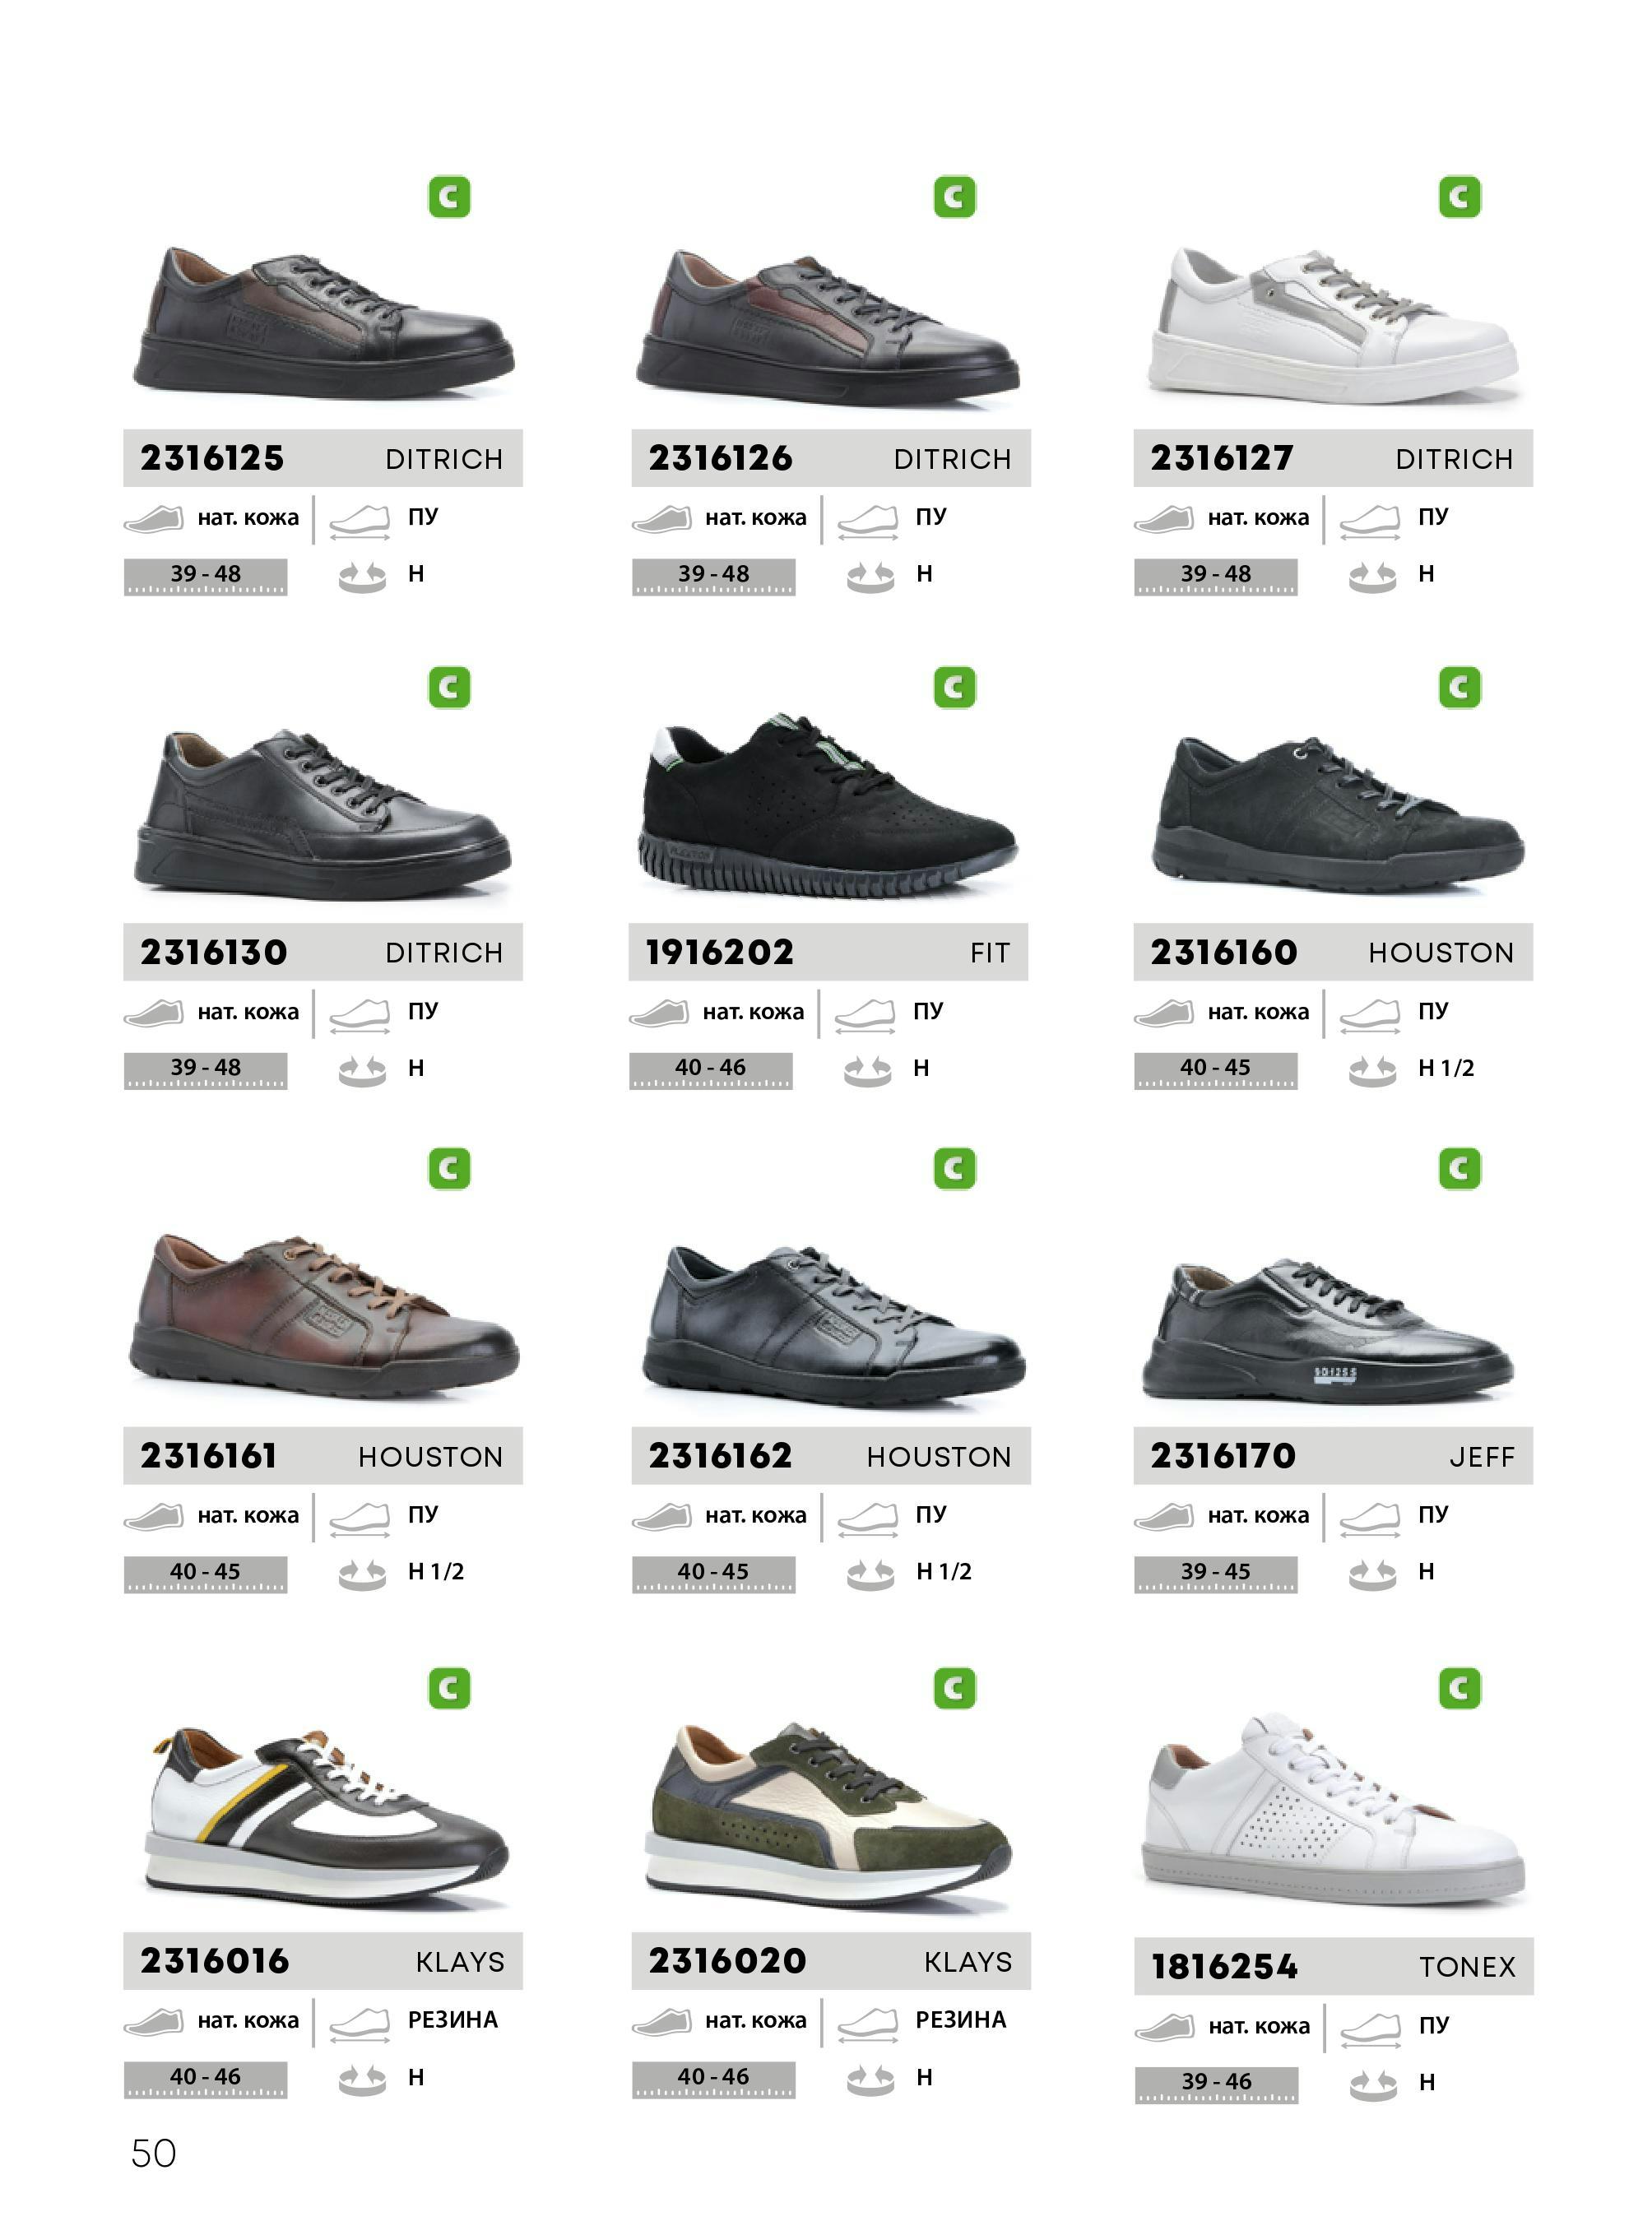 C
C
C
2316125 DITRICH
2316126 DITRICH
2316127 DITRICH
нат. кожа ПУ
нат. кожа ПУ
нат. кожа ПУ
39 - 48 Н
39 - 48 Н
39 - 48 Н
C
C
C
2316130 DITRICH
1916202 FIT
2316160 HOUSTON
нат. кожа ПУ
нат. кожа ПУ
нат. кожа ПУ
39 - 48 Н
40 - 46 Н
40 - 45 Н 1/2
C
C
C
2316161 HOUSTON
2316162 HOUSTON
2316170 JEFF
нат. кожа ПУ
нат. кожа ПУ
нат. кожа ПУ
40 - 45 Н 1/2
40 - 45 Н 1/2
39 - 45 Н
C
C
C
2316016 KLAYS
2316020 KLAYS
1816254 TONEX
нат. кожа РЕЗИНА
нат. кожа РЕЗИНА
нат. кожа ПУ
40 - 46 Н
40 - 46 Н
39 - 46 Н
50